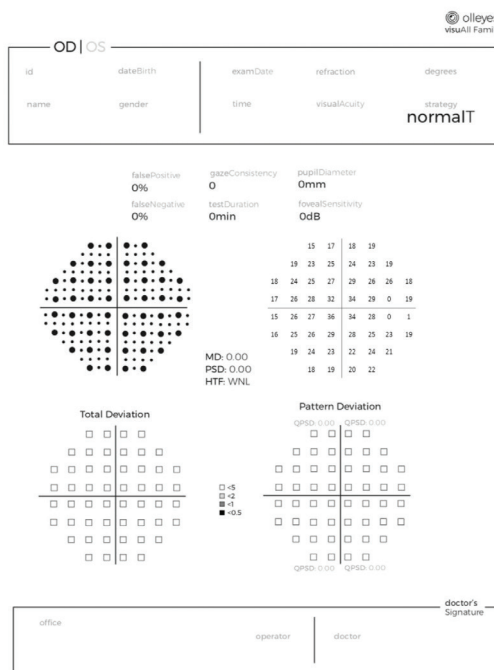 olleyes
visuAll Famil
OD|OS
id dateBirth examDate refraction degrees
name gender time visualAcuity strategy
normalT
falsePositive gazeConsistency pupilDiameter
0% 0 0mm
falseNegative testDuration fovealSensitivity
0% 0min 0dB
15 17 18 19
19 23 25 24 23 19
18 24 25 27 29 26 26 18
17 26 28 32 34 29 0 19
15 26 27 36 34 28 0 1
16 25 26 29 28 25 23 19
19 24 23 22 24 21
18 19 20 22
MD: 0.00
PSD: 0.00
HTF: WNL
Total Deviation
Pattern Deviation
QPSD: 0.00 QPSD: 0.00
<5
<2
<1
<0.5
QPSD: 0.00 QPSD: 0.00
doctor's
Signature
office
operator doctor